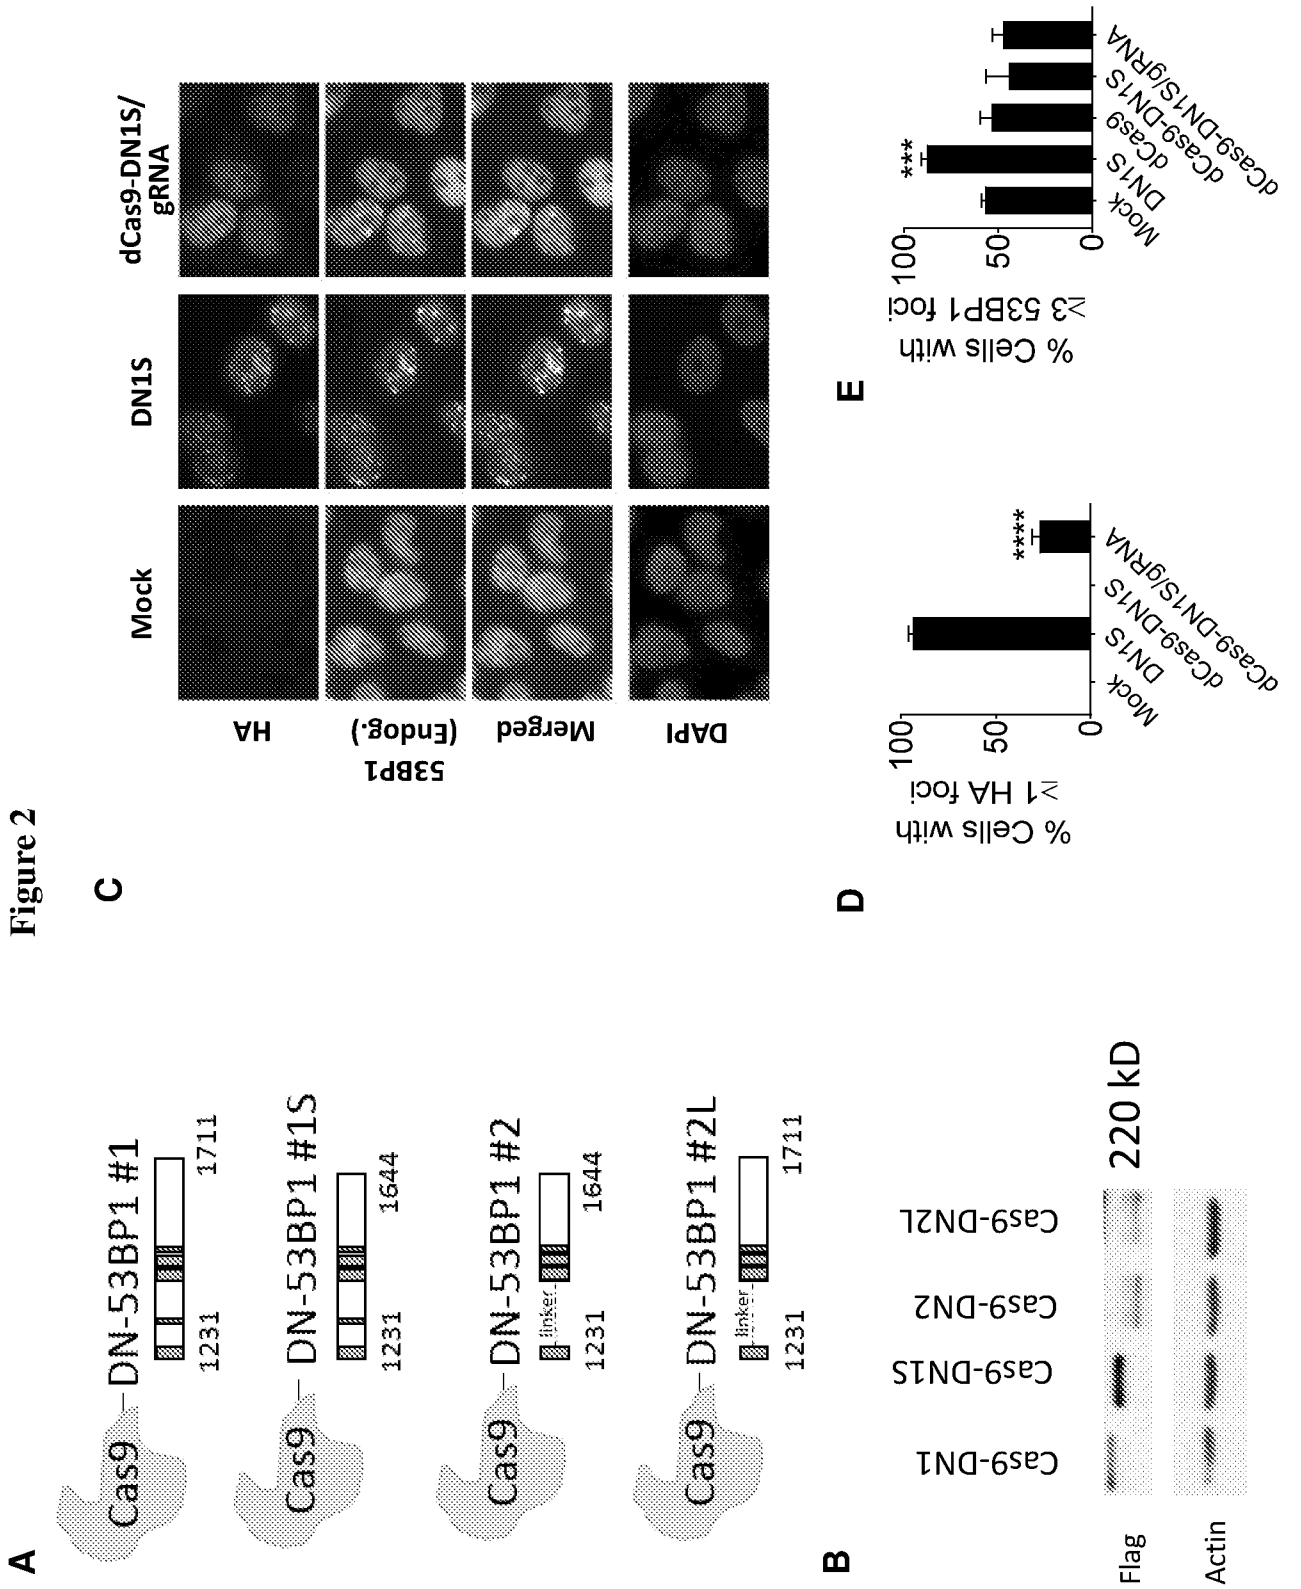 Figure 2
A
Cas9
DN-53BP1 #1
1231
1711
Cas9
DN-53BP1 #1S
1231
1644
Cas9
DN-53BP1 #2
linker
1231
1644
Cas9
DN-53BP1 #2L
linker
1231
1711
B
Cas9-DN1
Cas9-DN1S
Cas9-DN2
Cas9-DN2L
Flag
220 kD
Actin
C
Mock
DN1S
dCas9-DN1S/
gRNA
HA
53BP1
(Endog.)
Merged
DAPI
D
% Cells with
≥1 HA foci
100
50
0
****
Mock
DN1S
dCas9-DN1S
dCas9-DN1S/gRNA
E
% Cells with
≥3 53BP1 foci
100
50
0
***
Mock
DN1S
dCas9
dCas9-DN1S
dCas9-DN1S/gRNA